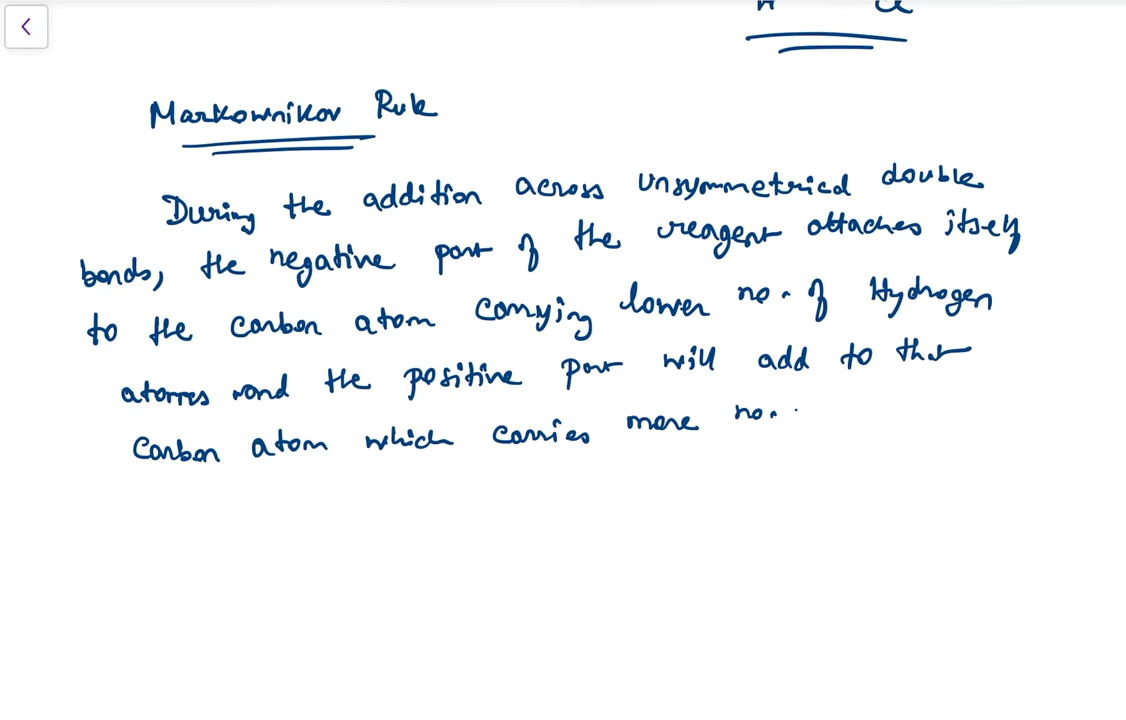 Markownikov Rule
During the addition across unsymmetrical double
bonds, the negative part of the reagent attaches itself
to the carbon atom carrying lower no. of Hydrogen
atoms and the positive part will add to that
Carbon atom which carries more no.